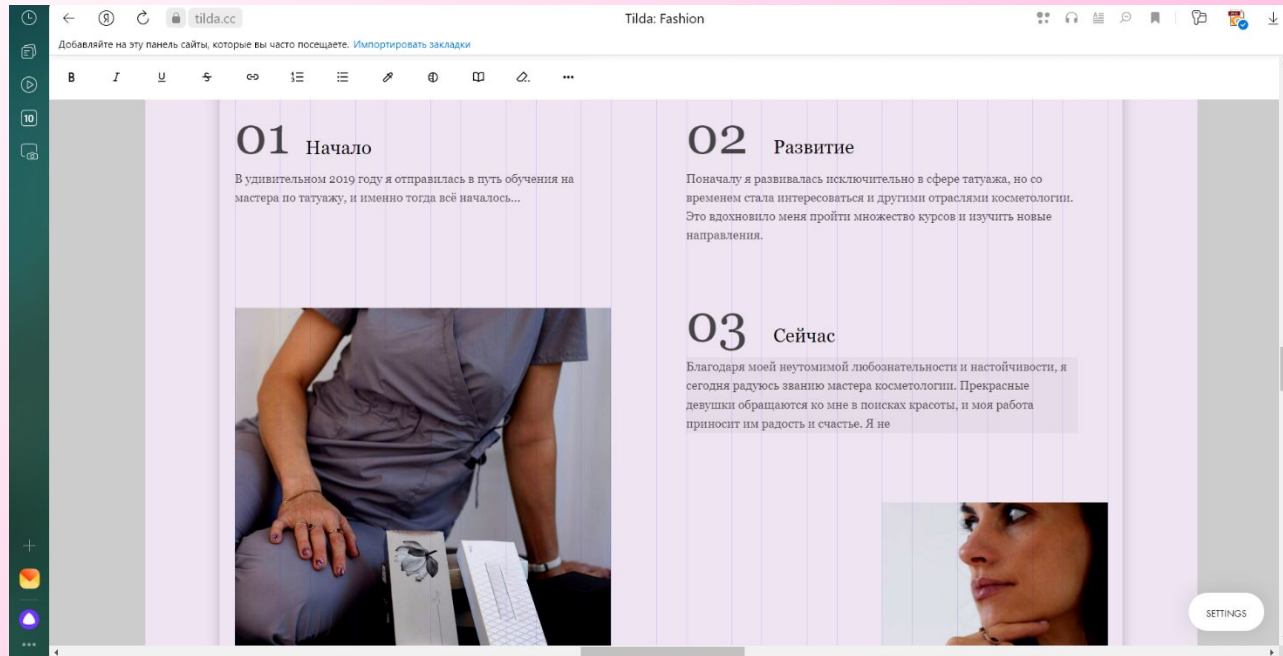 tilda.cc
Tilda: Fashion
Добавляйте на эту панель сайты, которые вы часто посещаете. Импортировать закладки
B I U S
10
01 Начало
В удивительном 2019 году я отправилась в путь обучения на
мастера по татуажу, и именно тогда всё началось...
02 Развитие
Поначалу я развивалась исключительно в сфере татуажа, но со
временем стала интересоваться и другими отраслями косметологии.
Это вдохновило меня пройти множество курсов и изучить новые
направления.
03 Сейчас
Благодаря моей неутомимой любознательности и настойчивости, я
сегодня радуюсь званию мастера косметологии. Прекрасные
девушки обращаются ко мне в поисках красоты, и моя работа
приносит им радость и счастье. Я не
SETTINGS